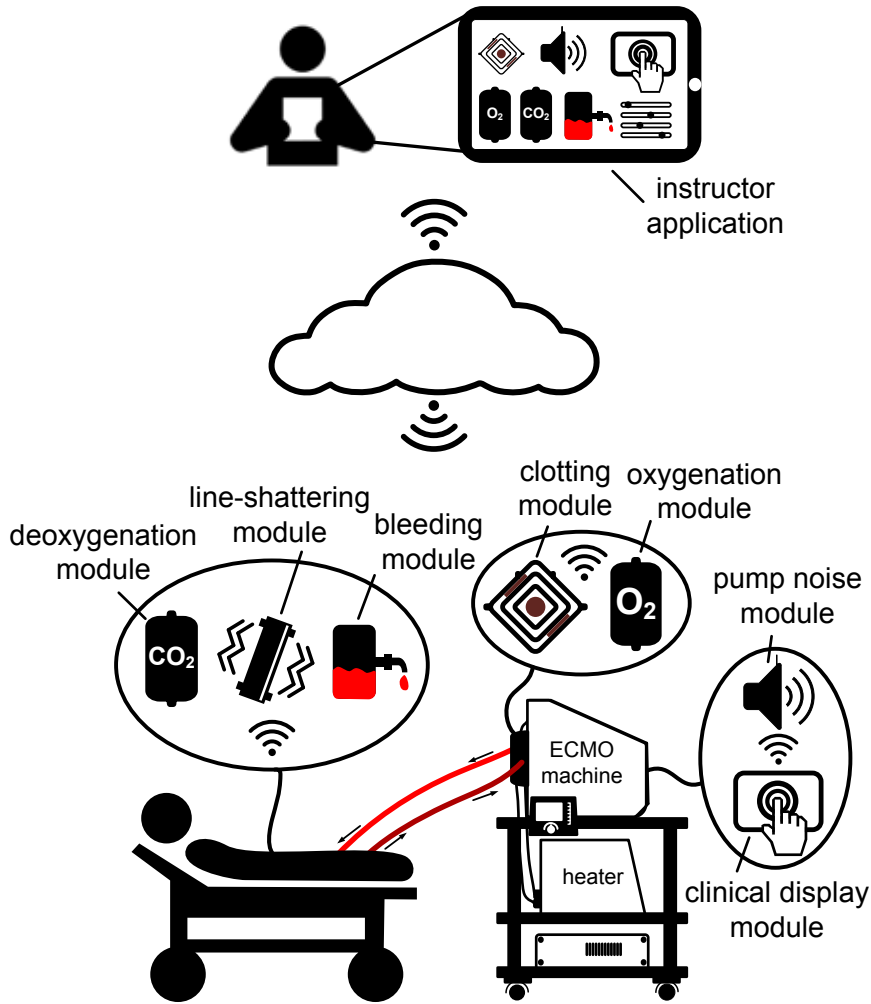 O₂
CO₂
instructor
application
clotting
module
oxygenation
module
line-shattering
module
bleeding
module
deoxygenation
module
pump noise
module
CO₂
O₂
ECMO
machine
heater
clinical display
module